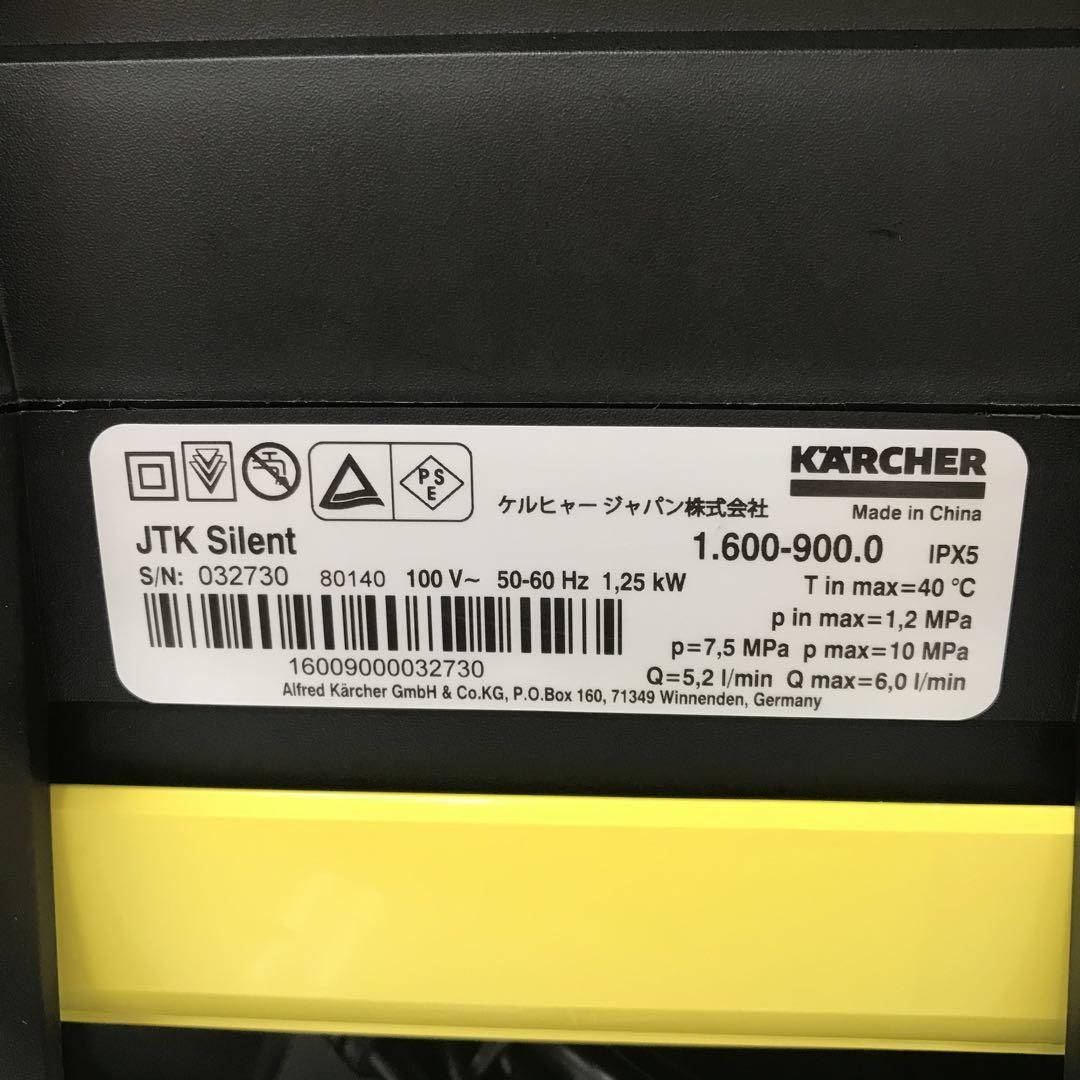 PS
E
KÄRCHER
ケルヒャー ジャパン株式会社
Made in China
JTK Silent
1.600-900.0 IPX5
S/N: 032730 80140 100 V~ 50-60 Hz 1,25 kW
T in max=40 °C
p in max=1,2 MPa
p=7,5 MPa p max=10 MPa
16009000032730
Q=5,2 l/min Q max=6,0 l/min
Alfred Kärcher GmbH & Co.KG, P.O.Box 160, 71349 Winnenden, Germany